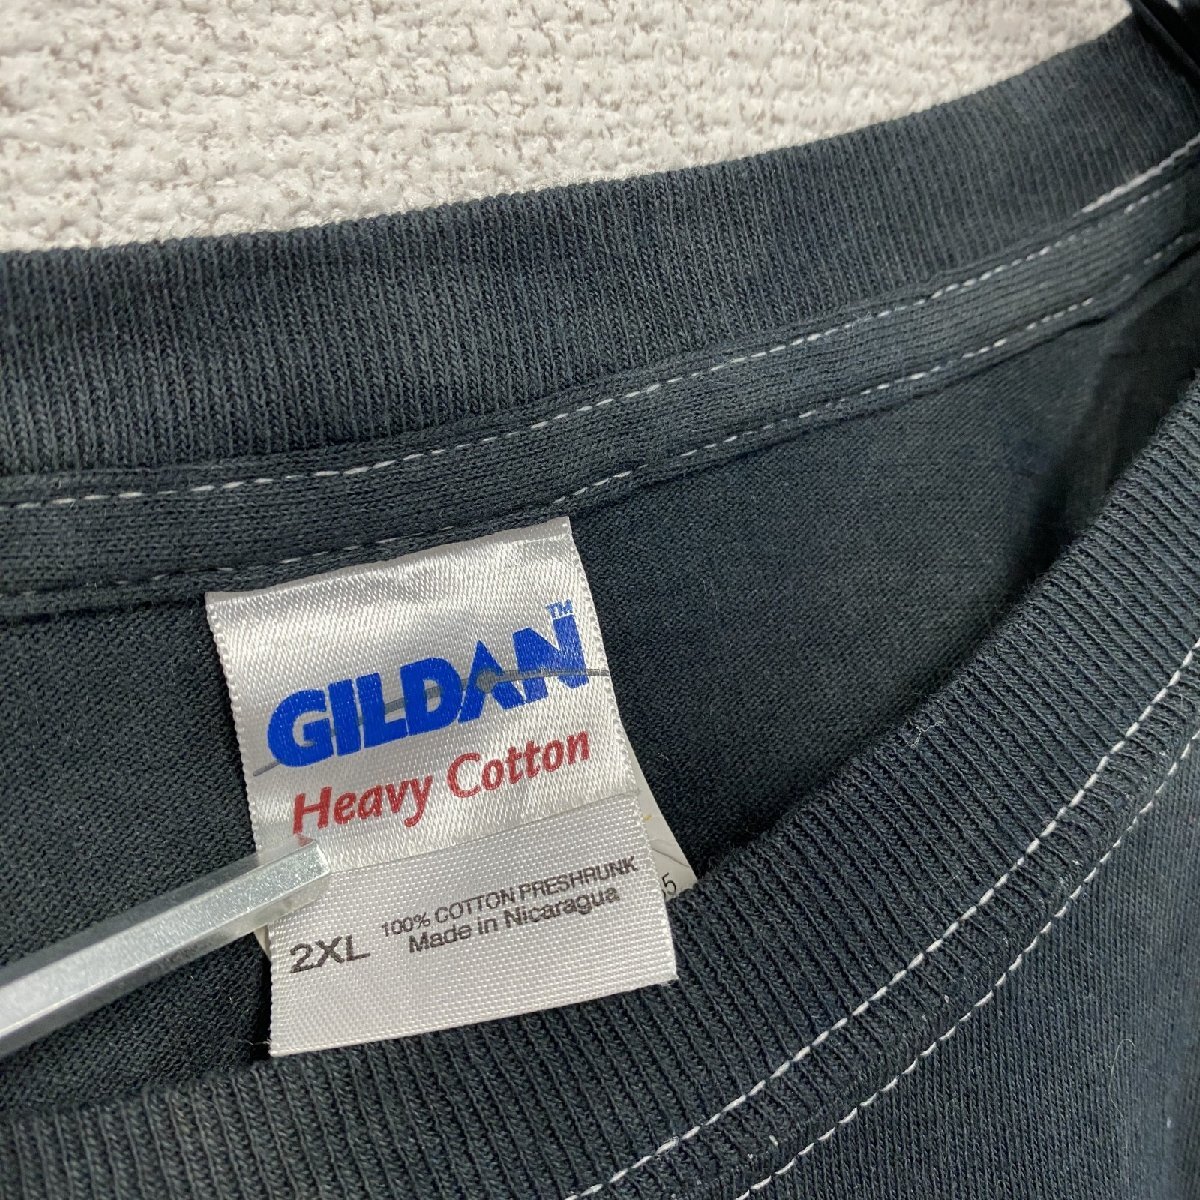 GILDAN™
Heavy Cotton
2XL
100% COTTON PRESHRUNK
Made in Nicaragua